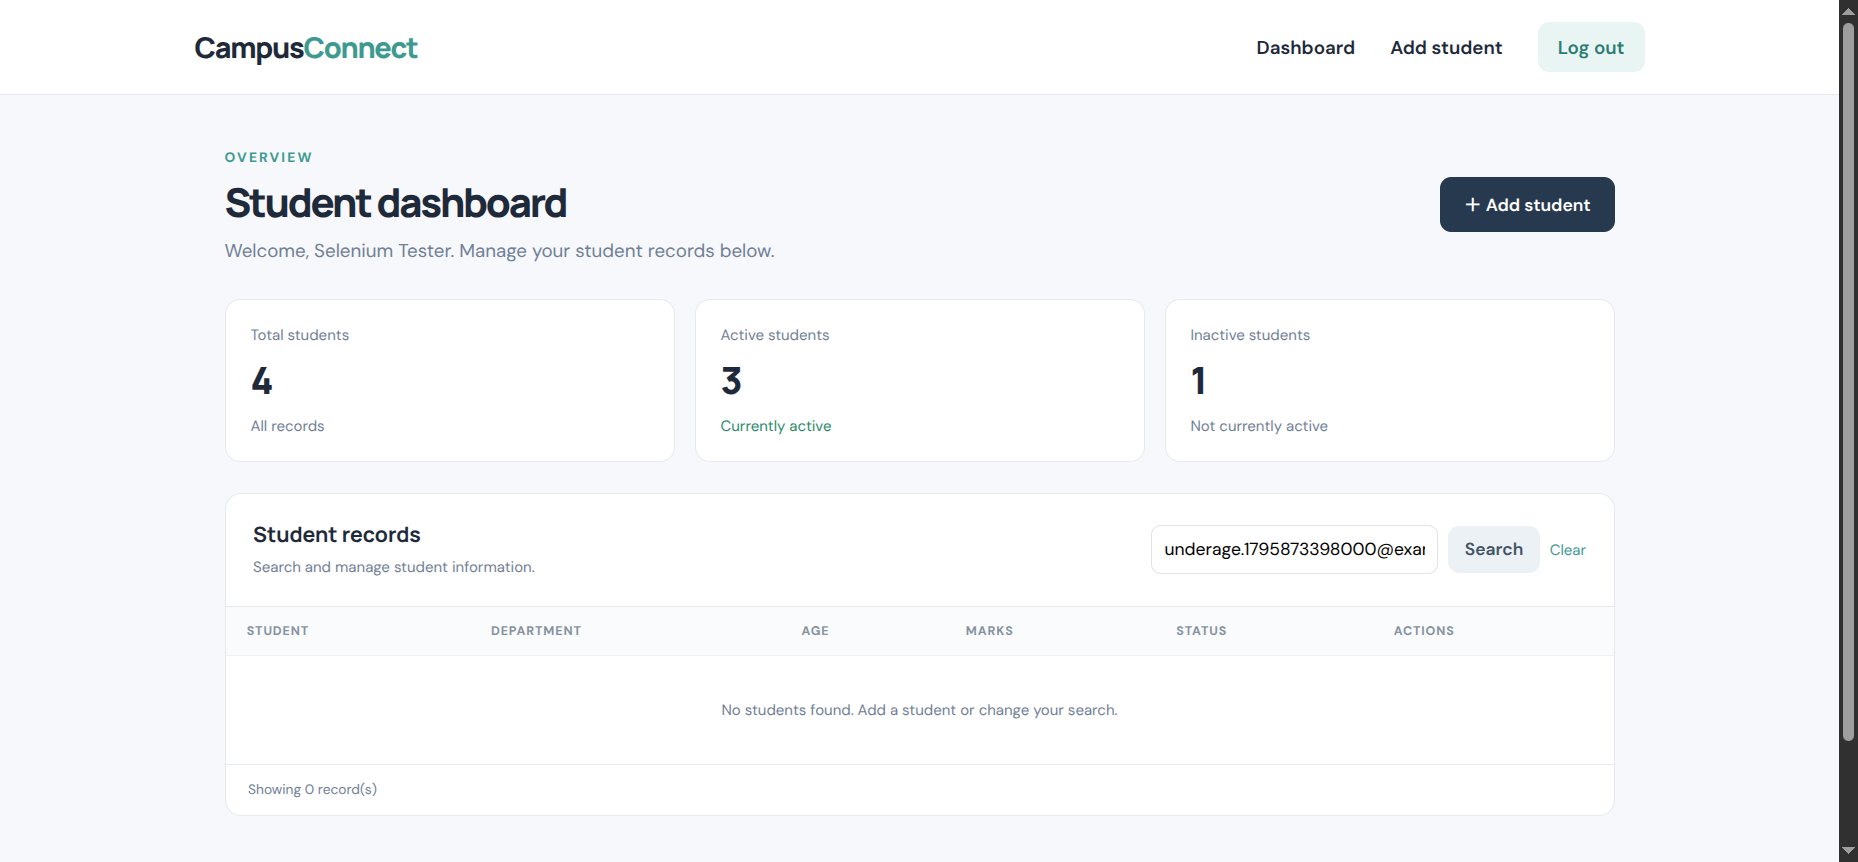 CampusConnect
Dashboard
Add student
Log out
OVERVIEW
Student dashboard
Welcome, Selenium Tester. Manage your student records below.
+ Add student
Total students
4
All records
Active students
3
Currently active
Inactive students
1
Not currently active
Student records
Search and manage student information.
underage.1795873398000@exar
Search
Clear
STUDENT DEPARTMENT AGE MARKS STATUS ACTIONS
No students found. Add a student or change your search.
Showing 0 record(s)